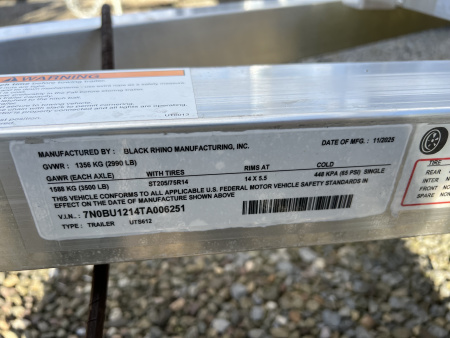 WARNING
MANUFACTURED BY: BLACK RHINO MANUFACTURING, INC. DATE OF MFG. : 11/2025
GVWR : 1356 KG (2990 LB)
GAWR (EACH AXLE) WITH TIRES RIMS AT COLD
1588 KG (3500 LB) ST205/75R14 14 X 5.5 448 KPA (65 PSI) SINGLE
THIS VEHICLE CONFORMS TO ALL APPLICABLE U.S. FEDERAL MOTOR VEHICLE SAFETY STANDARDS IN
EFFECT ON THE DATE OF MANUFACTURE SHOWN ABOVE
V.I.N.: 7N0BU1214TA006251
TYPE : TRAILER UTS612
TIRE
REAR
INTER
FRONT
SPARE